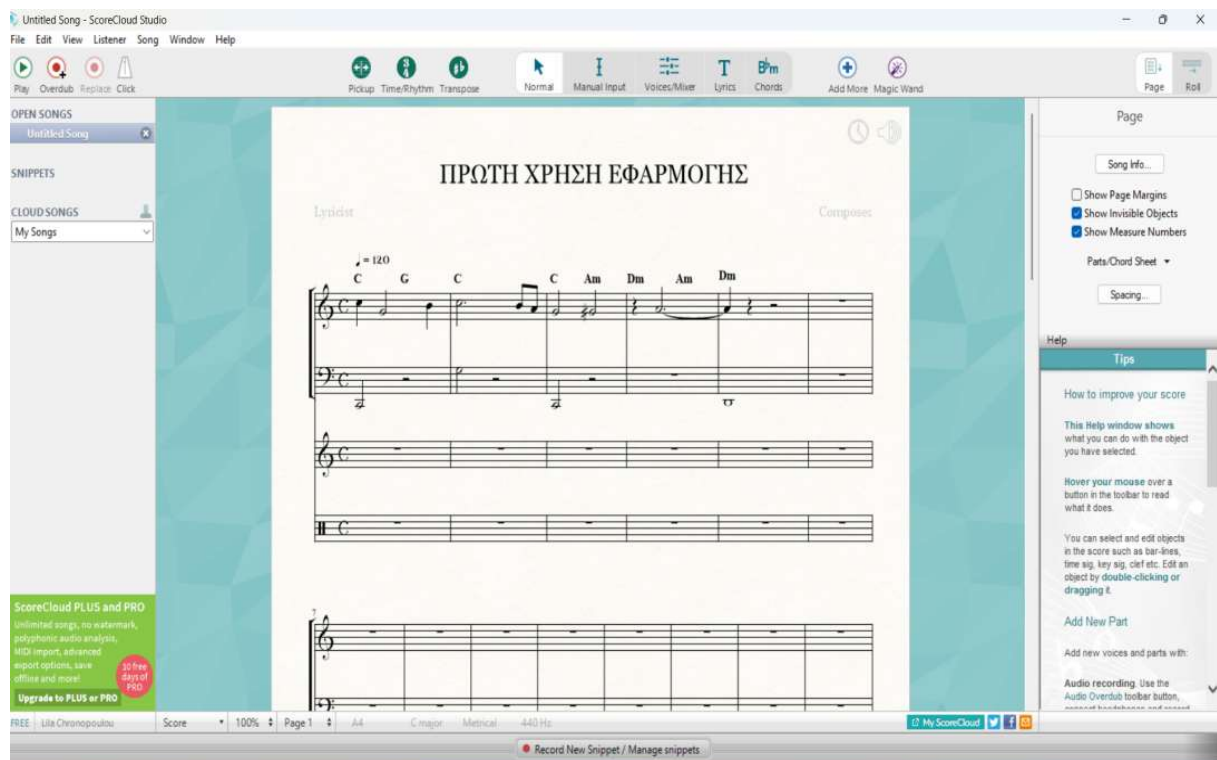 Untitled Song - ScoreCloud Studio
File Edit View Listener Song Window Help
Play Overdub Replace Click
Pickup Time/Rhythm Transpose
Normal Manual Input Voices/Mixer Lyrics Chords
Add More Magic Wand
Page Roll
OPEN SONGS
Untitled Song
SNIPPETS
CLOUD SONGS
My Songs
ΠΡΩΤΗ ΧΡΗΣΗ ΕΦΑΡΜΟΓΗΣ
Lyricist Composer
♩ = 120
C G C C Am Dm Am Dm
7
Page
Song Info...
Show Page Margins
Show Invisible Objects
Show Measure Numbers
Parts/Chord Sheet
Spacing...
Help
Tips
How to improve your score
This Help window shows
what you can do with the object
you have selected.
Hover your mouse over a
button in the toolbar to read
what it does.
You can select and edit objects
in the score such as bar-lines,
time sig, key sig, clef etc. Edit an
object by double-clicking or
dragging it.
Add New Part
Add new voices and parts with:
Audio recording. Use the
Audio Overdub toolbar button,
ScoreCloud PLUS and PRO
Unlimited songs, no watermark,
polyphonic audio analysis,
MIDI import, advanced
export options, save
offline and more!
10 free
days of
PRO
Upgrade to PLUS or PRO
FREE Lila Chronopoulou Score 100% Page 1 A4 C major Metrical 440 Hz
My ScoreCloud
Record New Snippet / Manage snippets